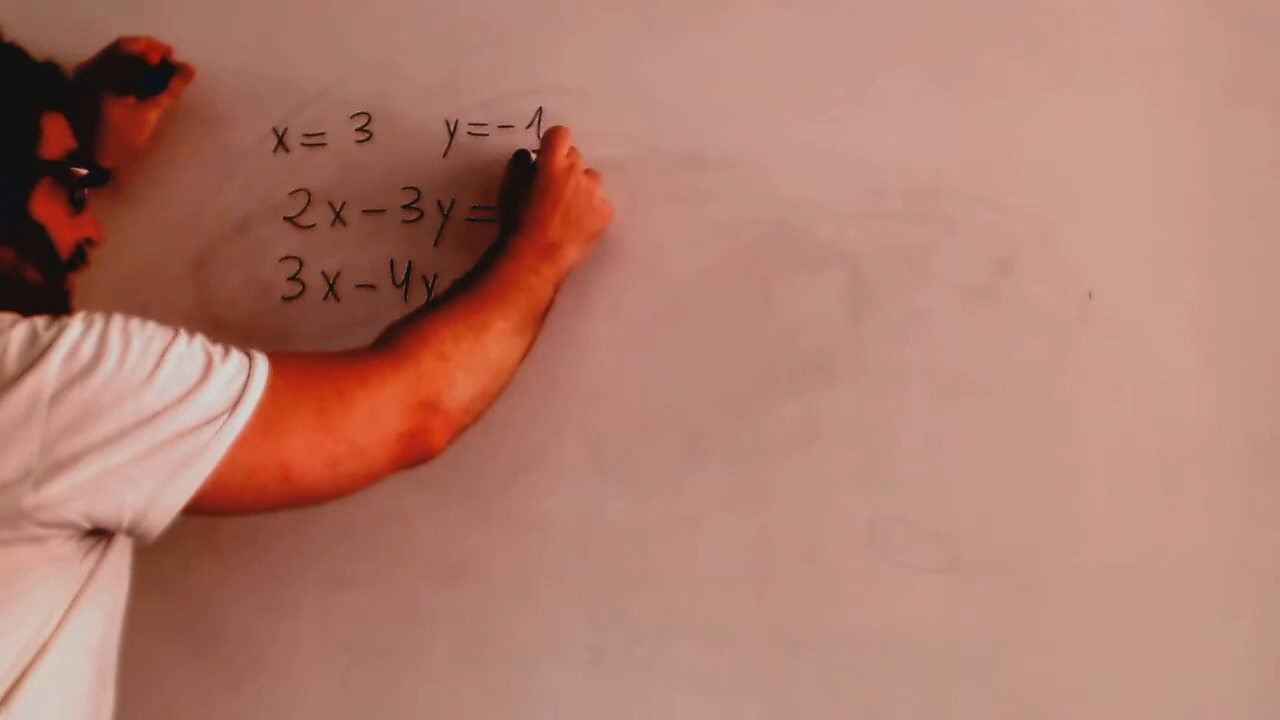 x = 3 y = -1
2x - 3y =
3x - 4y